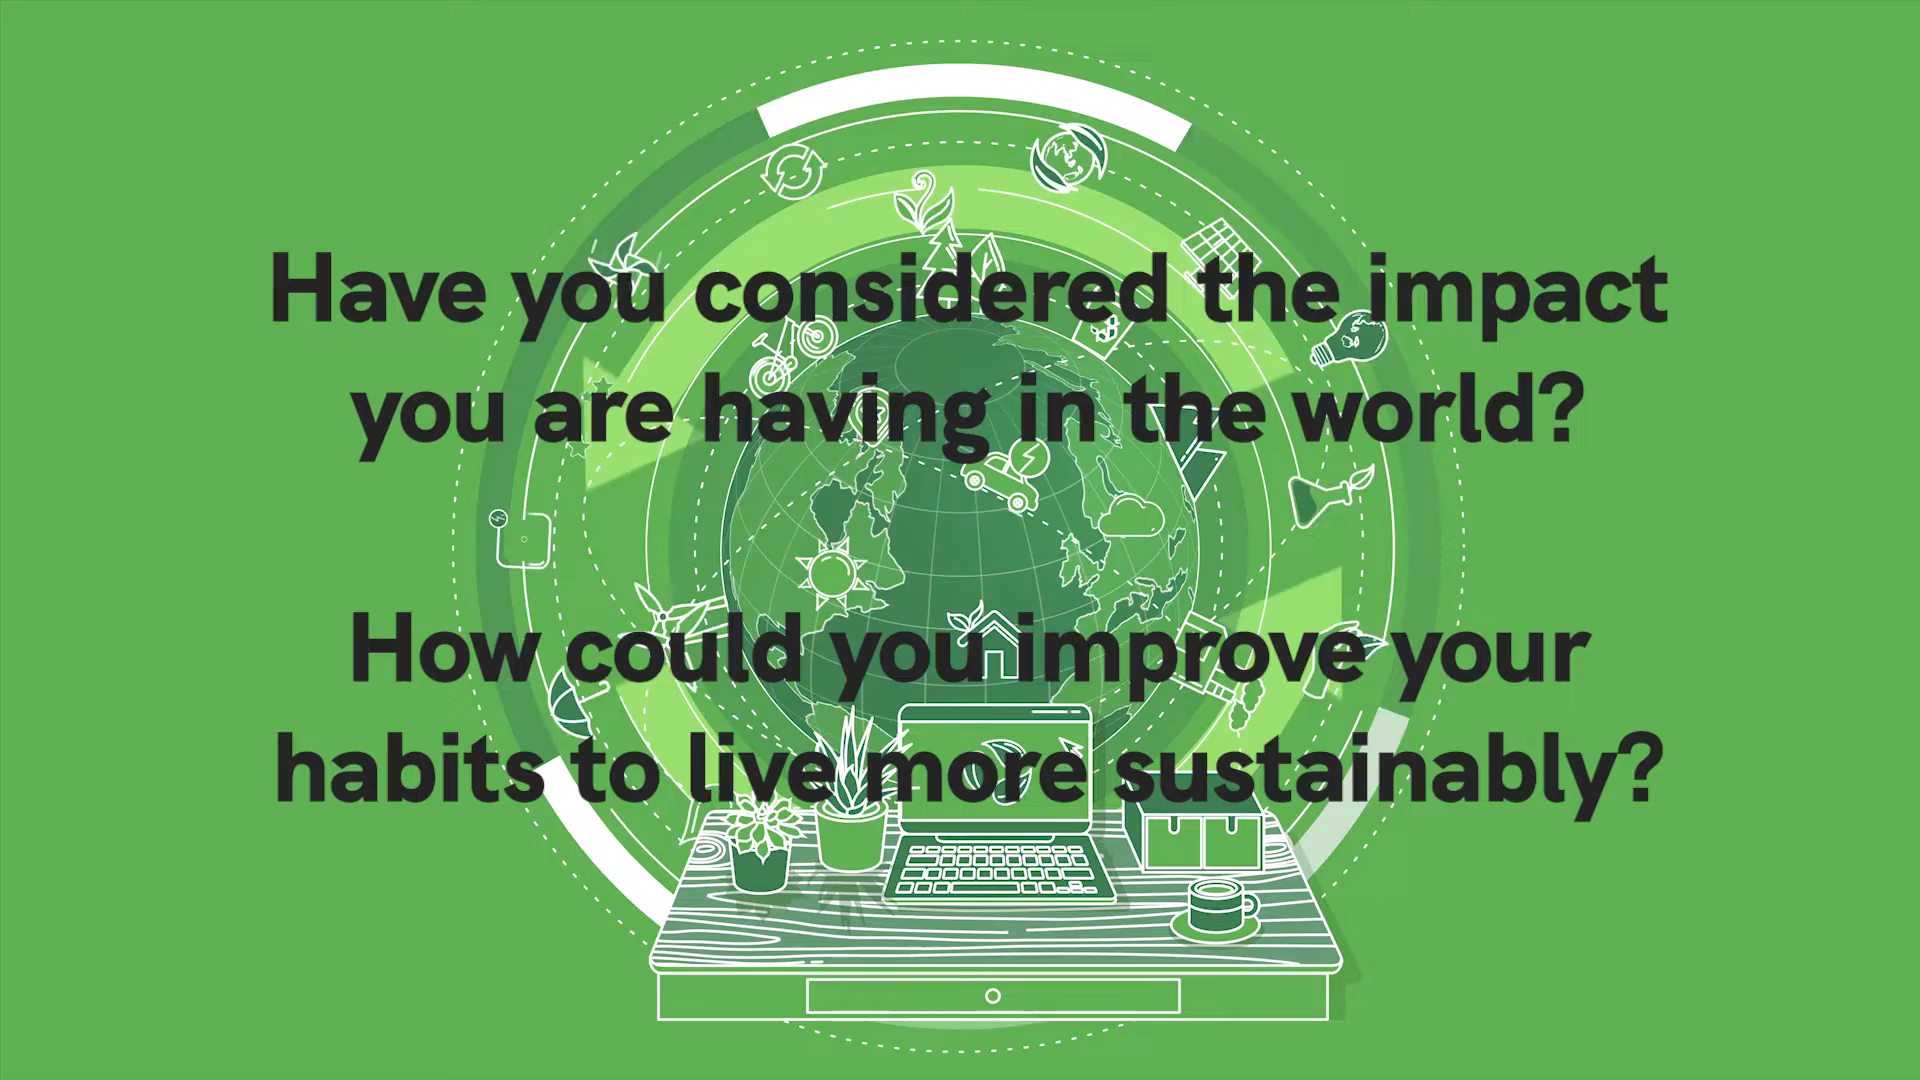 Have you considered the impact
you are having in the world?
How could you improve your
habits to live more sustainably?